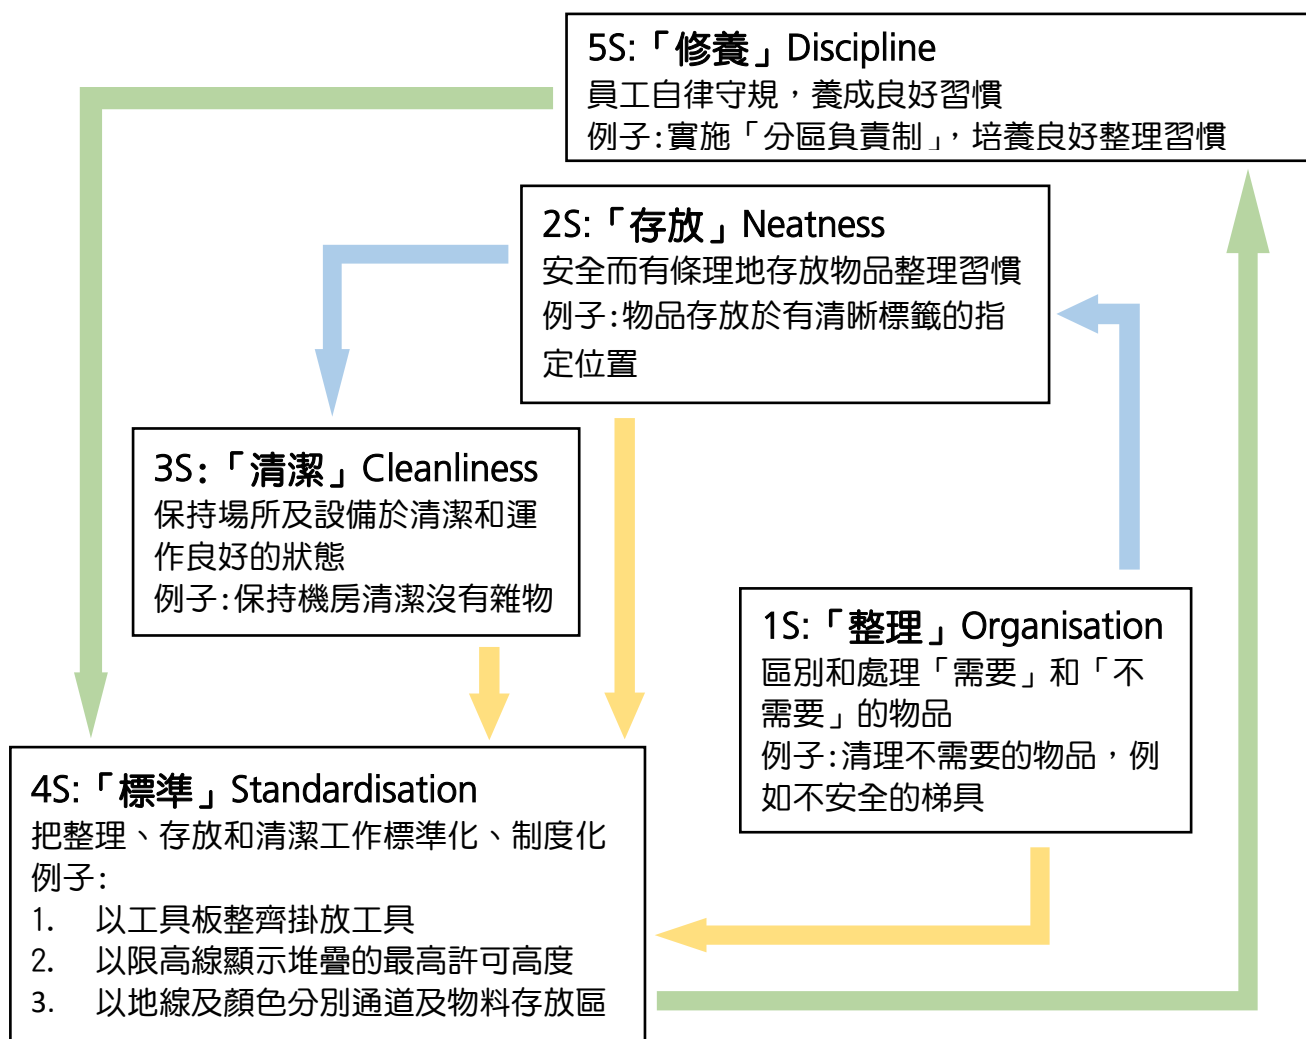 5S:「修養」Discipline
員工自律守規，養成良好習慣
例子:實施「分區負責制」，培養良好整理習慣
2S:「存放」Neatness
安全而有條理地存放物品整理習慣
例子:物品存放於有清晰標籤的指
定位置
3S:「清潔」Cleanliness
保持場所及設備於清潔和運
作良好的狀態
例子:保持機房清潔沒有雜物
1S:「整理」Organisation
區別和處理「需要」和「不
需要」的物品
例子:清理不需要的物品，例
如不安全的梯具
4S:「標準」Standardisation
把整理、存放和清潔工作標準化、制度化
例子:
1. 以工具板整齊掛放工具
2. 以限高線顯示堆疊的最高許可高度
3. 以地線及顏色分別通道及物料存放區